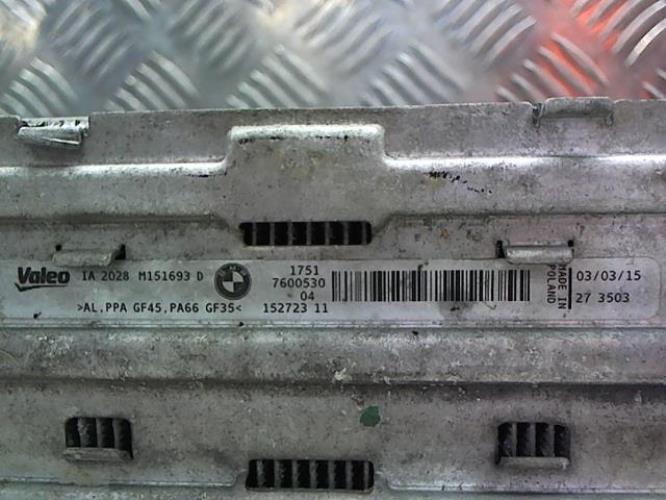 Valeo IA 2028 M151693 D
>AL,PPA GF45,PA66 GF35<
1751
7600530
04
152723 11
MADE IN
POLAND
03/03/15
27 3503